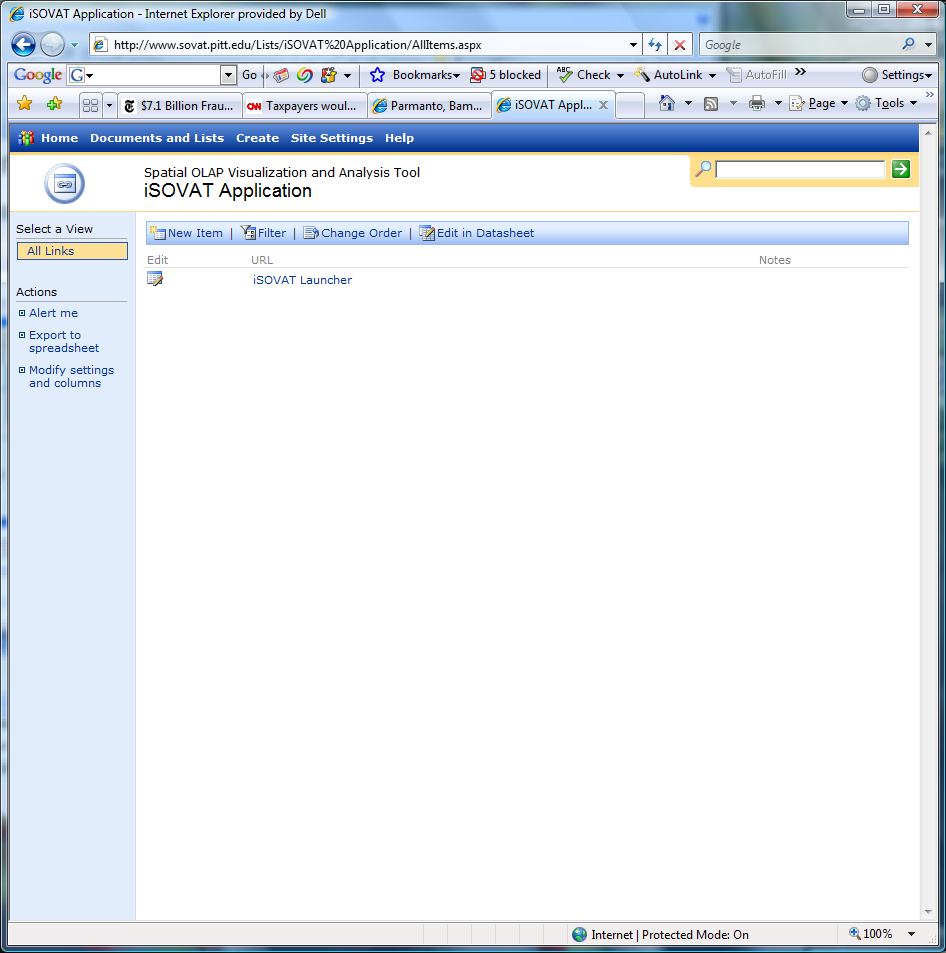 iSOVAT Application - Internet Explorer provided by Dell
http://www.sovat.pitt.edu/Lists/iSOVAT%20Application/AllItems.aspx
Google
Google G Go Bookmarks 5 blocked ABC Check AutoLink AutoFill Settings
$7.1 Billion Frau... CNN Taxpayers woul... Parmanto, Bam... iSOVAT Appl... Page Tools
Home Documents and Lists Create Site Settings Help
Spatial OLAP Visualization and Analysis Tool
iSOVAT Application
Select a View
All Links
Actions
Alert me
Export to
spreadsheet
Modify settings
and columns
New Item | Filter | Change Order | Edit in Datasheet
Edit URL Notes
iSOVAT Launcher
Internet | Protected Mode: On 100%